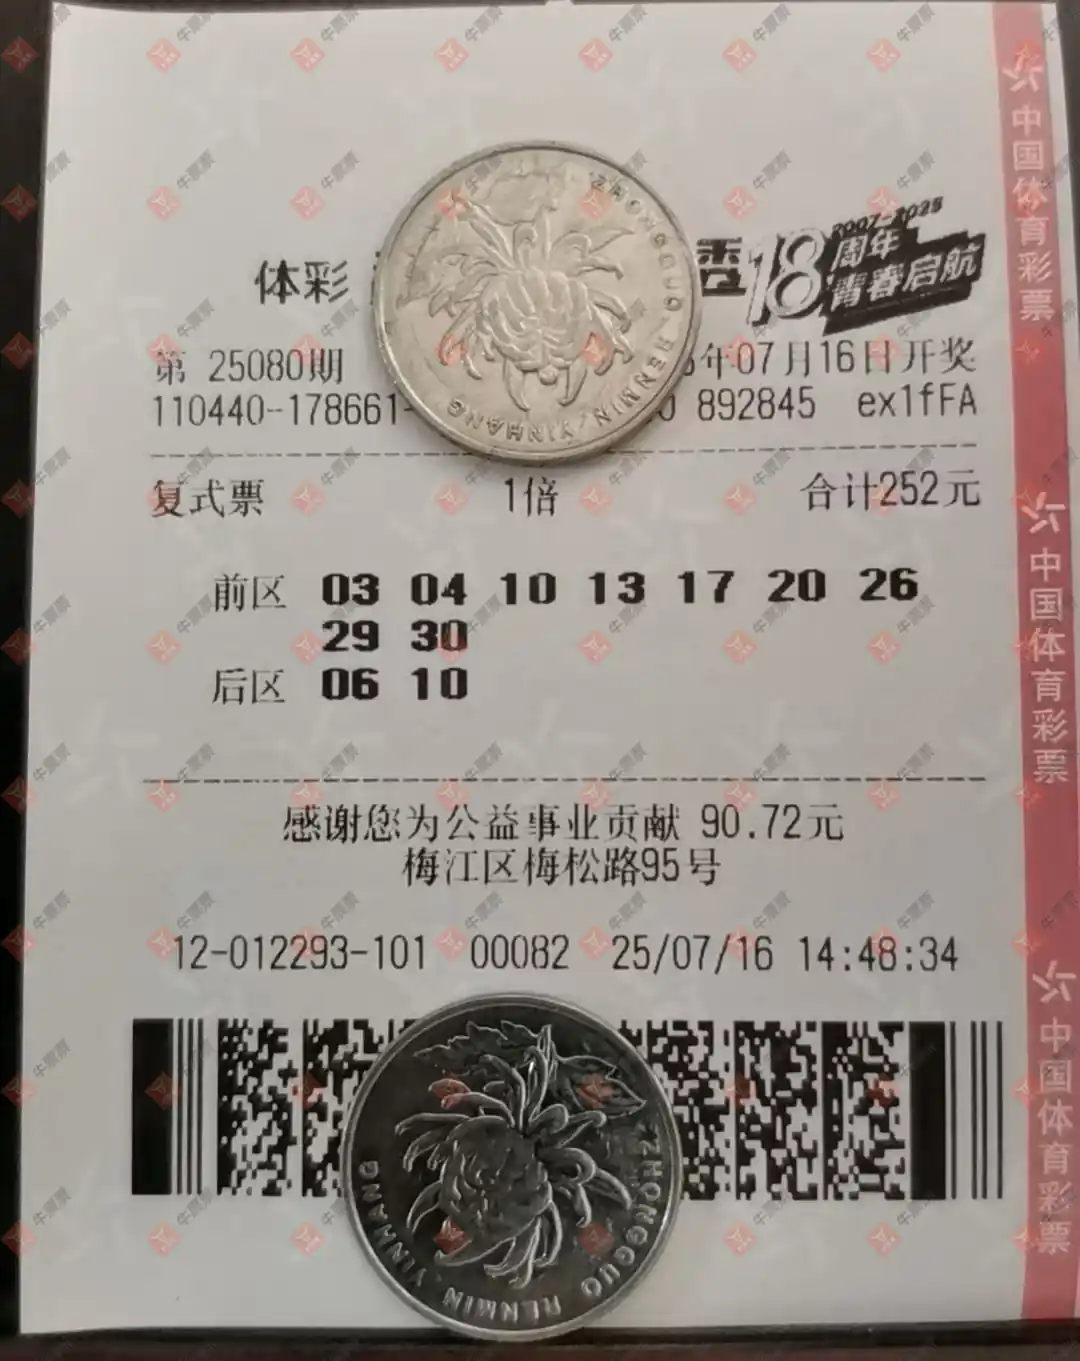 体彩
2007-2025
18周年
青春启航
第 25080期 年07月16日开奖
110440-178661- 892845 ex1fFA
复式票 1倍 合计252元
前区 03 04 10 13 17 20 26
29 30
后区 06 10
感谢您为公益事业贡献 90.72元
梅江区梅松路95号
12-012293-101 00082 25/07/16 14:48:34
中国体育彩票
中国体育彩票
中国体育彩票
ZHONGGUO RENMIN YINHANG
ZHONGGUO RENMIN YINHANG
牛票票